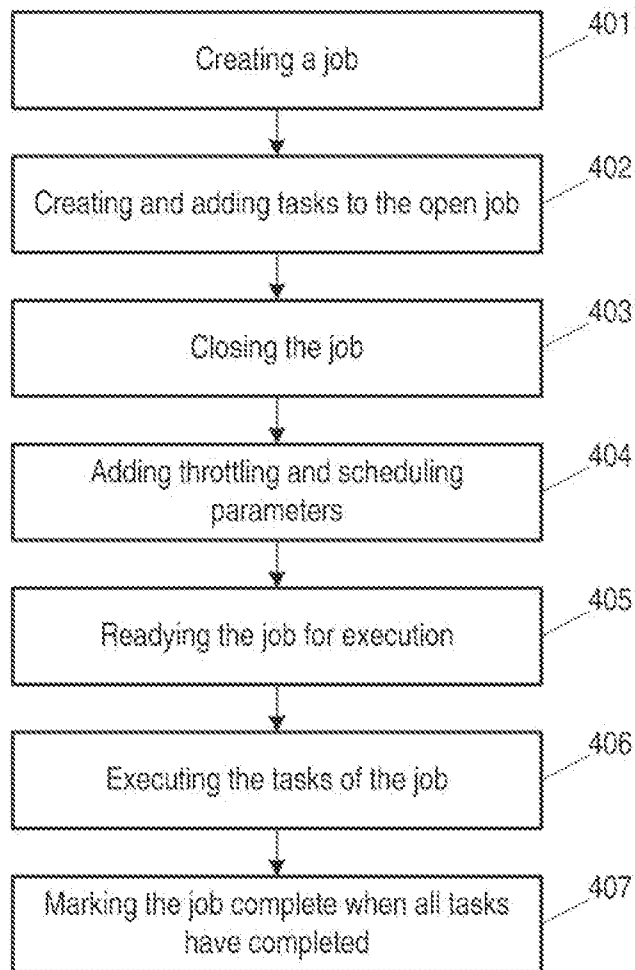 401
Creating a job
402
Creating and adding tasks to the open job
403
Closing the job
404
Adding throttling and scheduling
parameters
405
Readying the job for execution
406
Executing the tasks of the job
407
Marking the job complete when all tasks
have completed